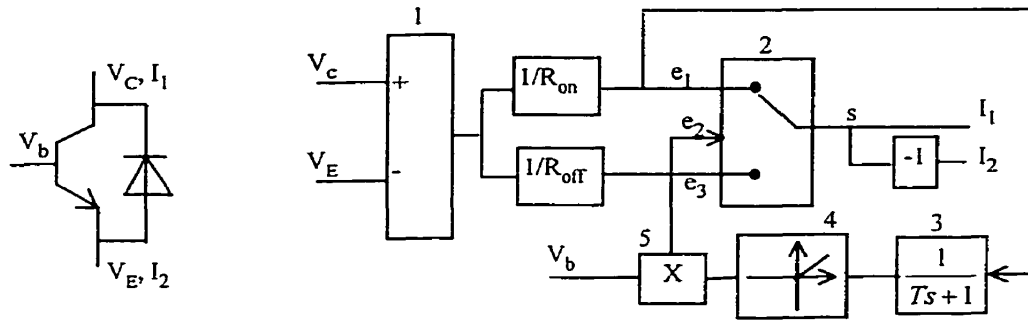 V_C, I_1
V_b
V_E, I_2
1
V_c
+
V_E
-
1/R_on
1/R_off
e_1
e_2
e_3
2
s
I_1
-1
I_2
5
V_b
X
4
3
1
Ts + 1